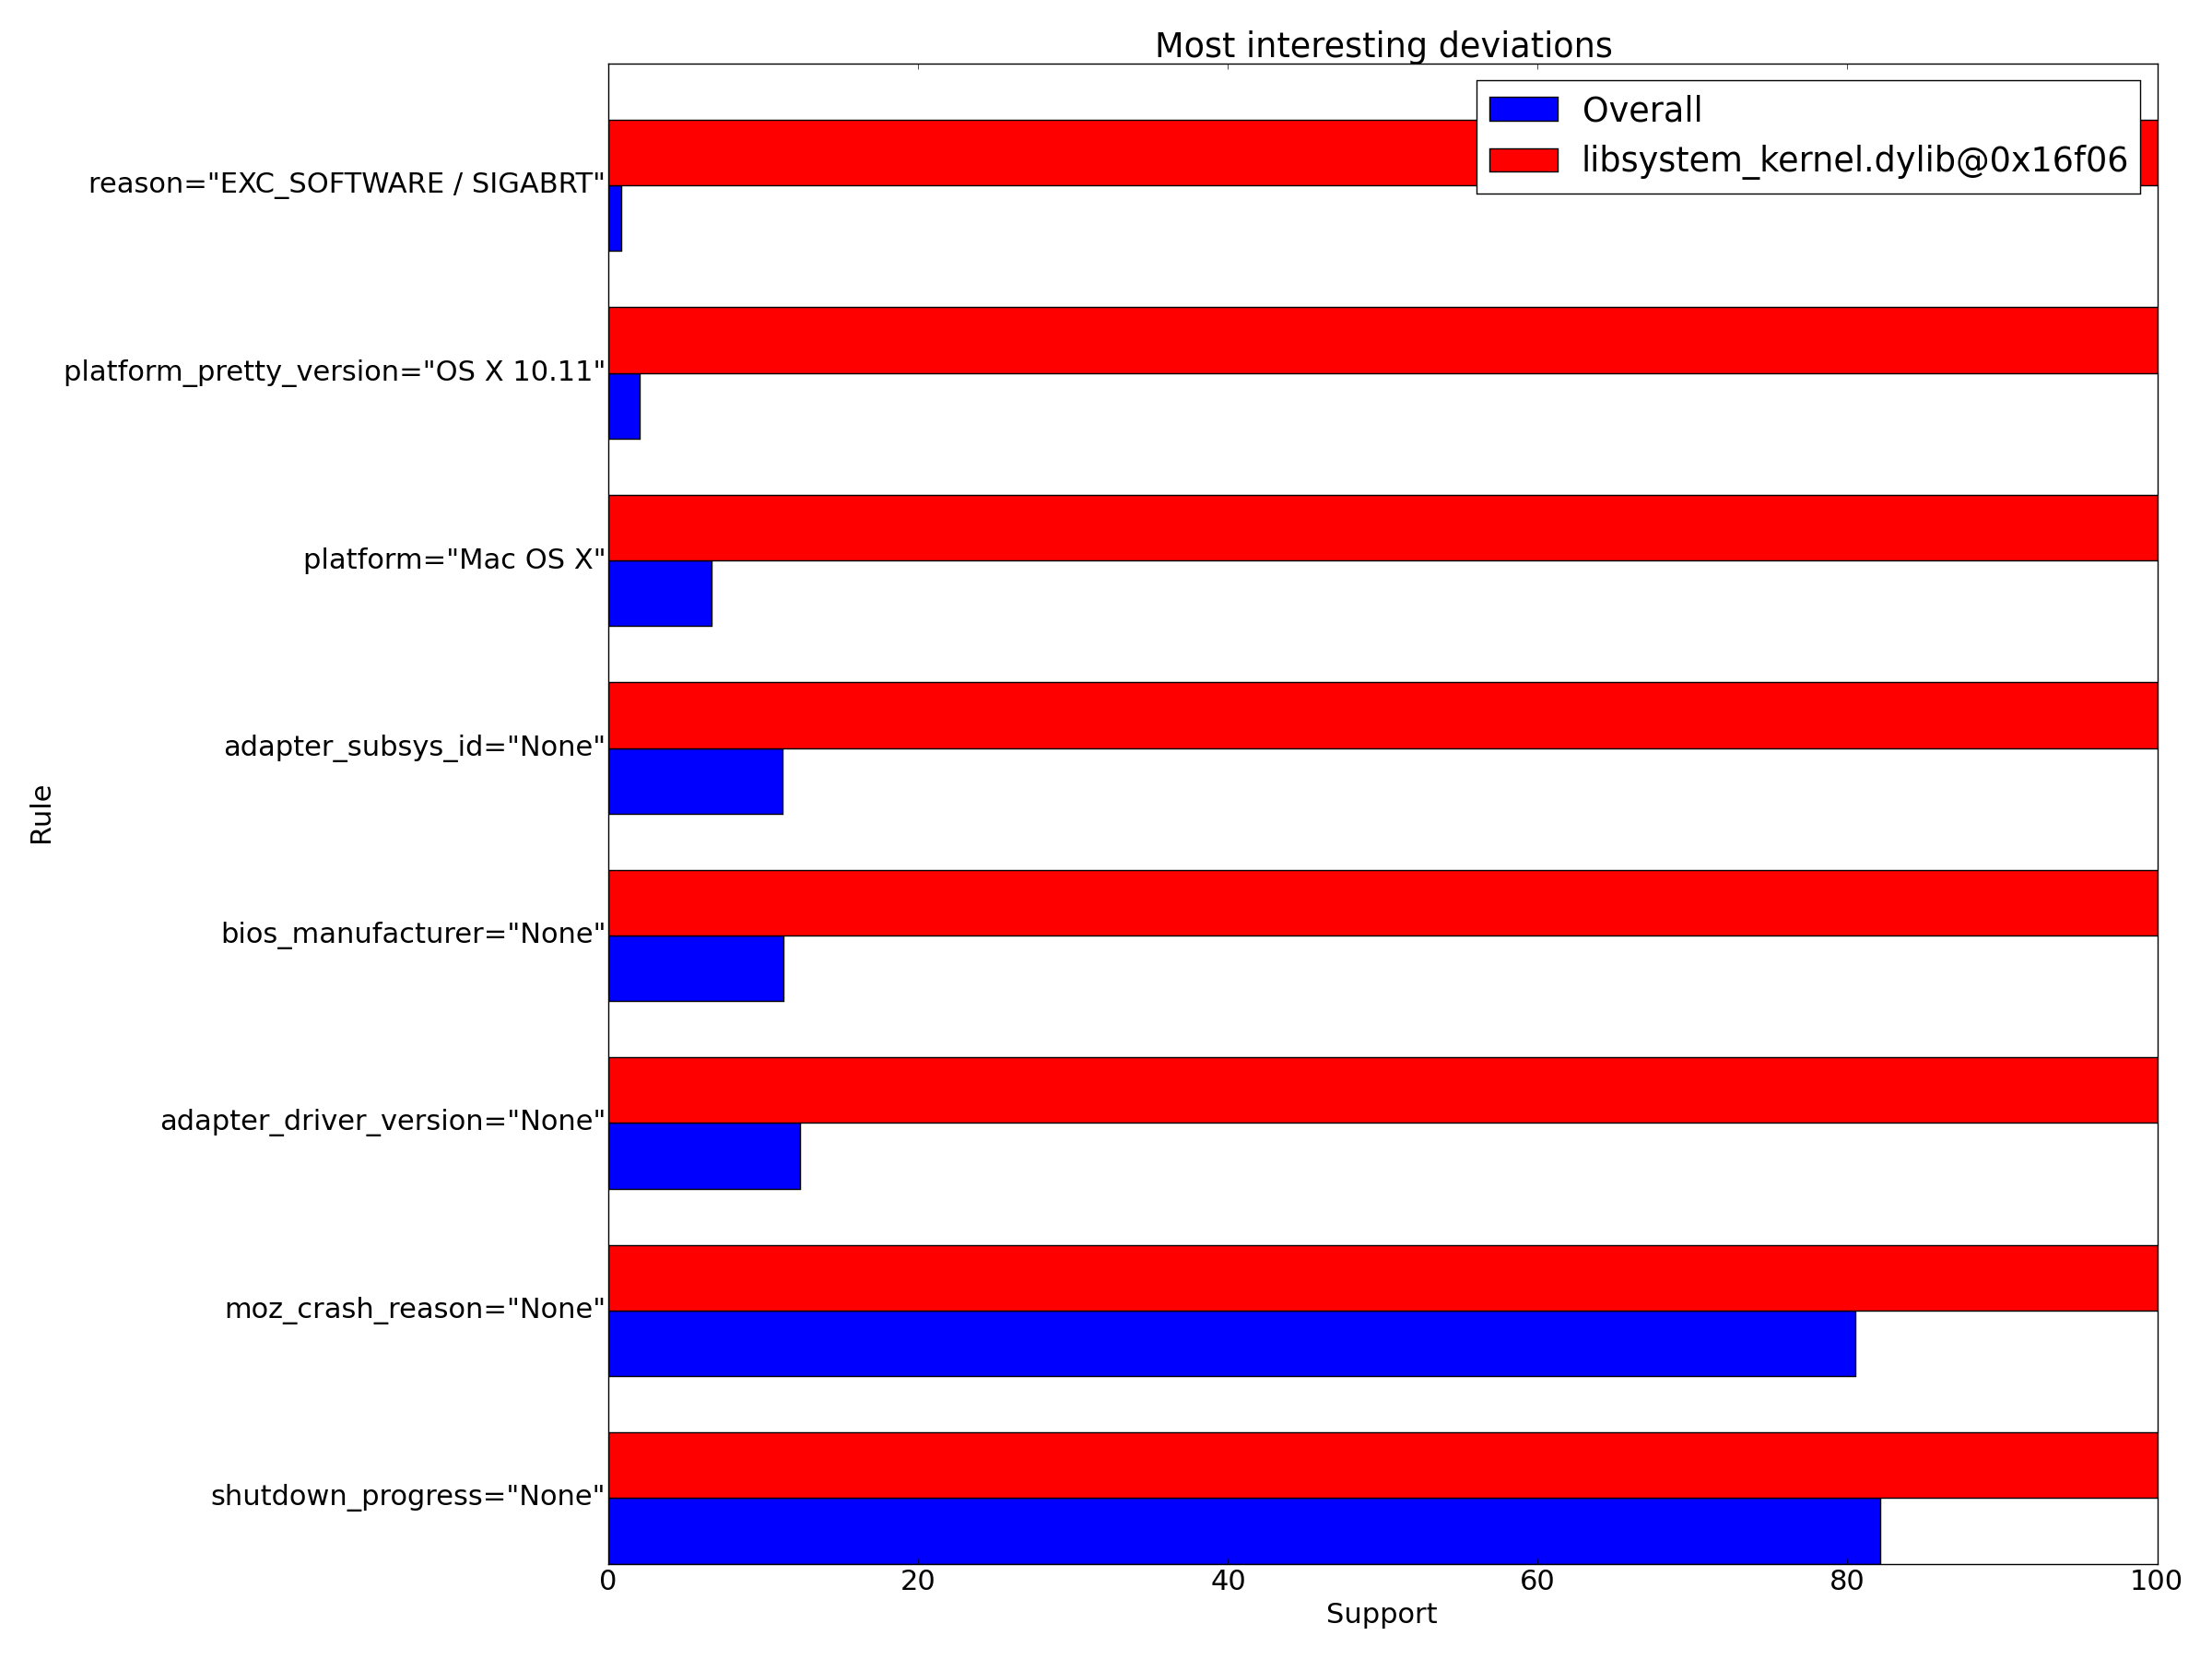 Most interesting deviations
Overall
libsystem_kernel.dylib@0x16f06
reason="EXC_SOFTWARE / SIGABRT"
platform_pretty_version="OS X 10.11"
platform="Mac OS X"
adapter_subsys_id="None"
Rule
bios_manufacturer="None"
adapter_driver_version="None"
moz_crash_reason="None"
shutdown_progress="None"
0 20 40 60 80 100
Support